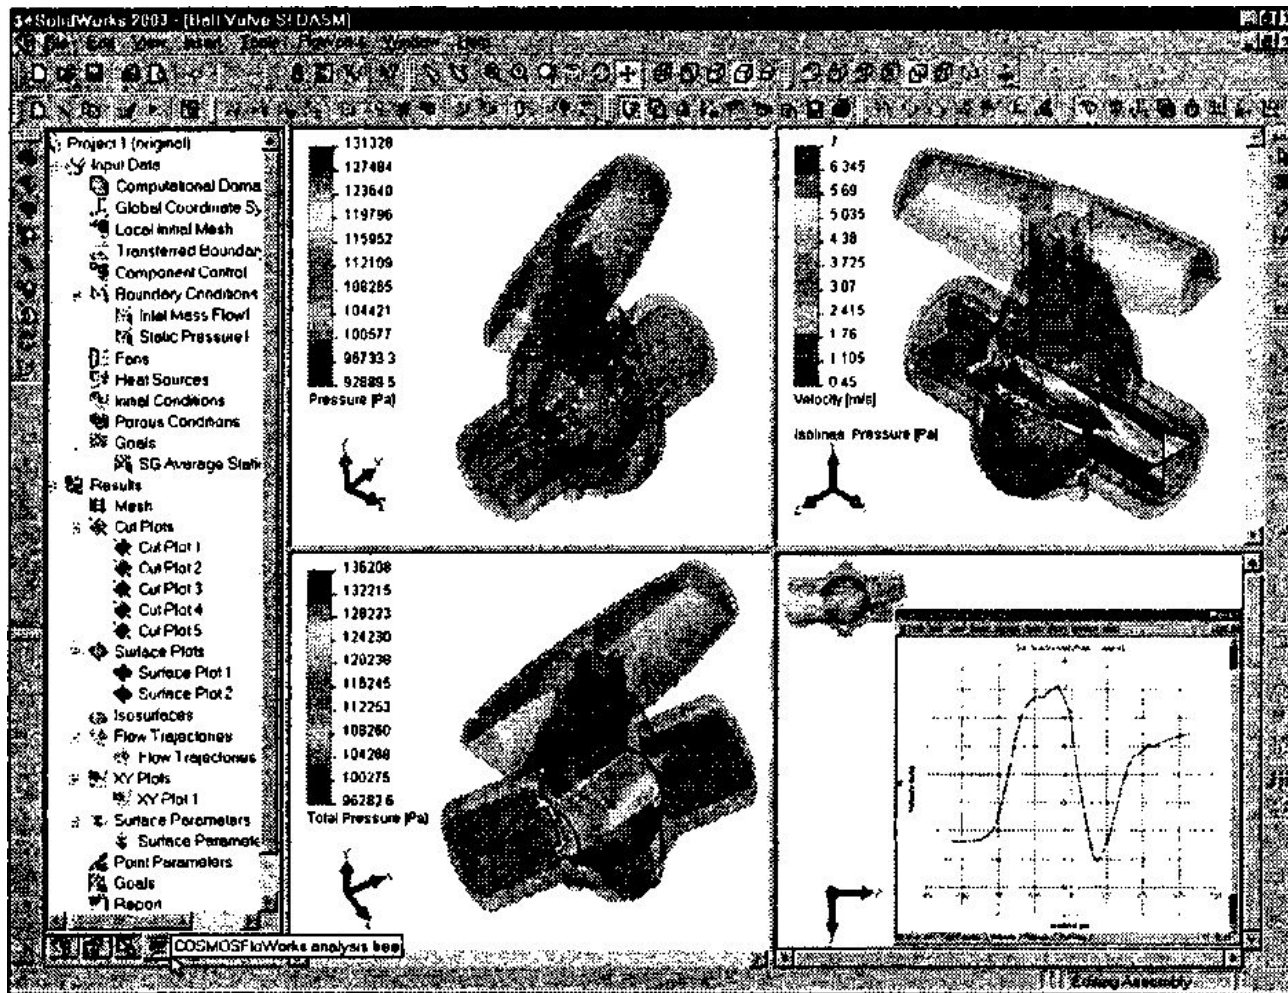 SolidWorks 2003 - [Ball Valve SI DASM]
Project 1 (original)
Input Data
Computational Doma
Global Coordinate Sy
Local Initial Mesh
Transferred Boundar
Component Control
Boundary Conditions
Inlet Mass Flow1
Static Pressure1
Fans
Heat Sources
Initial Conditions
Porous Conditions
Goals
SG Average Static
Results
Mesh
Cut Plots
Cut Plot 1
Cut Plot 2
Cut Plot 3
Cut Plot 4
Cut Plot 5
Surface Plots
Surface Plot 1
Surface Plot 2
Isosurfaces
Flow Trajectories
Flow Trajectories
XY Plots
XY Plot 1
Surface Parameters
Surface Paramete
Point Parameters
Goals
Report
COSMOSFloWorks analysis tree
131328
127484
123640
119796
115952
112109
108265
104421
100577
96733.3
92889.5
Pressure [Pa]
7
6.345
5.69
5.035
4.38
3.725
3.07
2.415
1.76
1.105
0.45
Velocity [m/s]
Isolines: Pressure [Pa]
136208
132215
128223
124230
120238
116245
112253
108260
104268
100275
96282.6
Total Pressure [Pa]
Editing Assembly